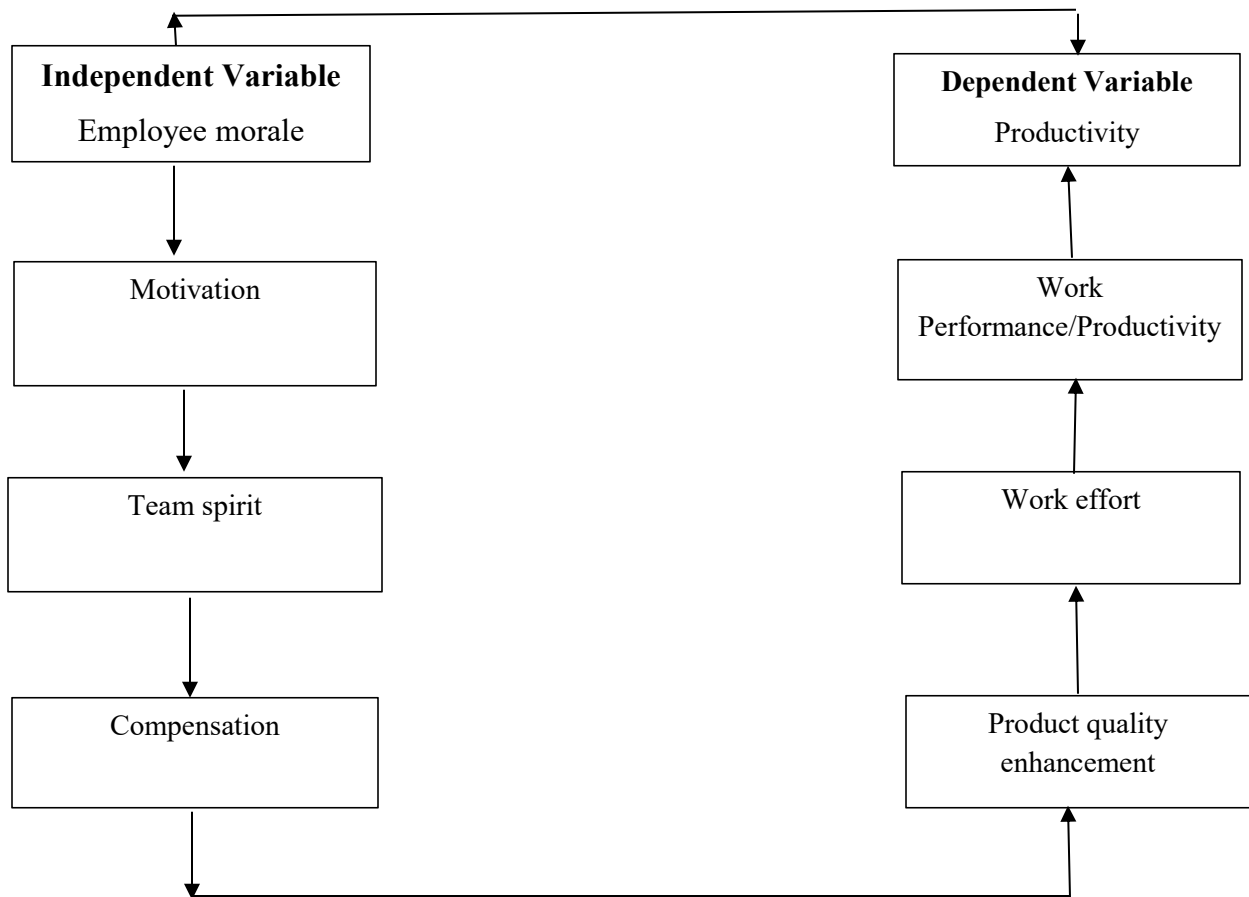 Independent Variable
Employee morale
Dependent Variable
Productivity
Motivation
Work
Performance/Productivity
Team spirit
Work effort
Compensation
Product quality
enhancement